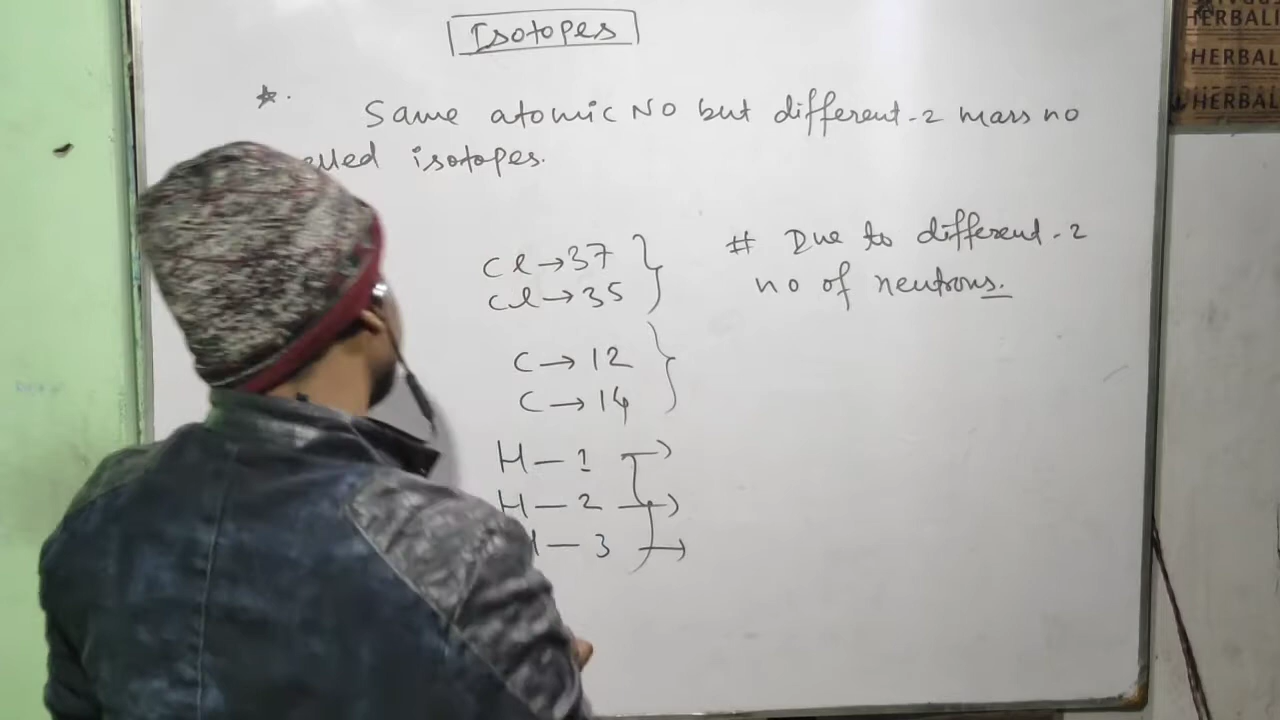 Isotopes
Same atomic No but different-2 mass no
isotopes.
Cl → 37
Cl → 35
# Due to different-2
no of neutrons.
C → 12
C → 14
H — 1
H — 2
— 3
HERBAL
HERBAL
HERBAL